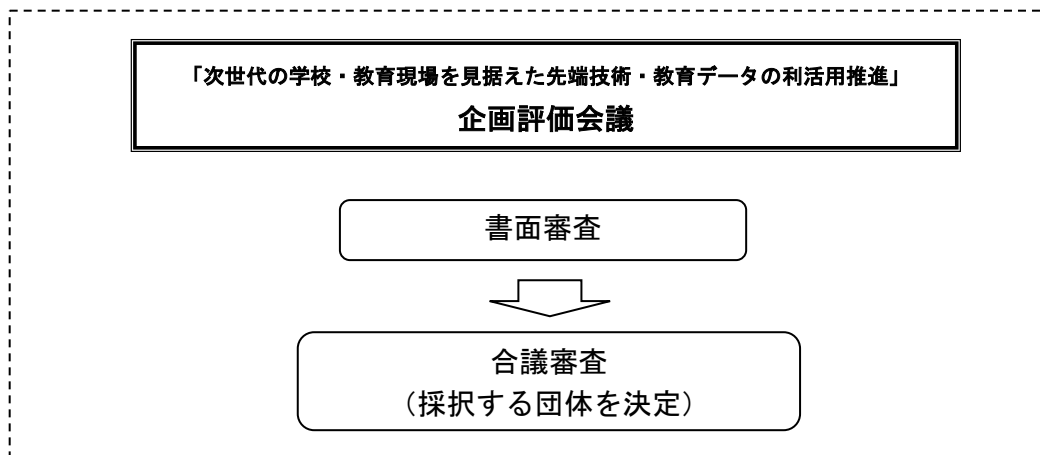 「次世代の学校・教育現場を見据えた先端技術・教育データの利活用推進」
企画評価会議
書面審査
合議審査
（採択する団体を決定）